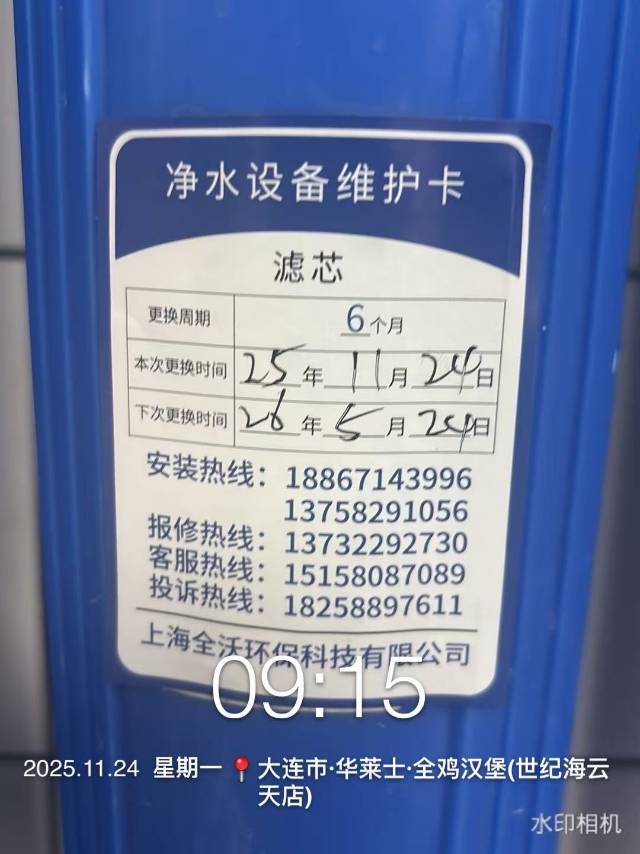 净水设备维护卡
滤芯
更换周期 6个月
本次更换时间 25年11月24日
下次更换时间 26年5月24日
安装热线：18867143996
13758291056
报修热线：13732292730
客服热线：15158087089
投诉热线：18258897611
上海全沃环保科技有限公司
09:15
2025.11.24 星期一 大连市·华莱士·全鸡汉堡(世纪海云
天店)
水印相机